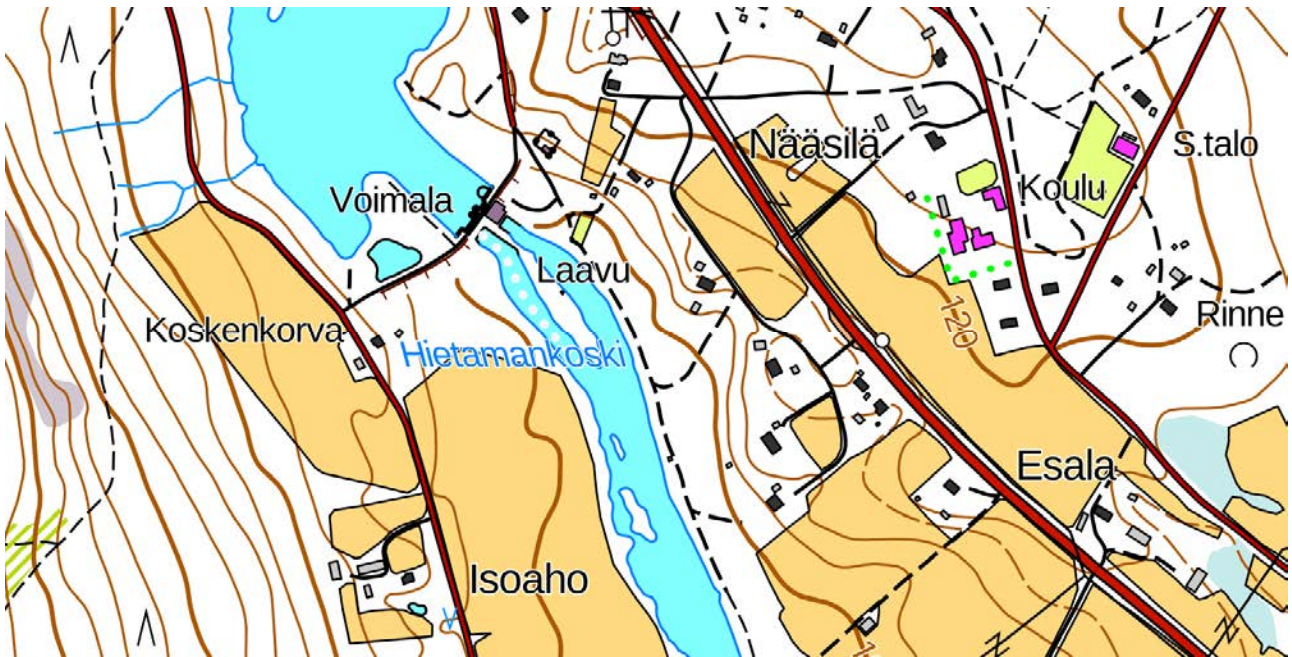 Nääsilä
S.talo
Voimala
Koulu
Laavu
Rinne
Koskenkorva
120
Hietamankoski
Esala
Isoaho